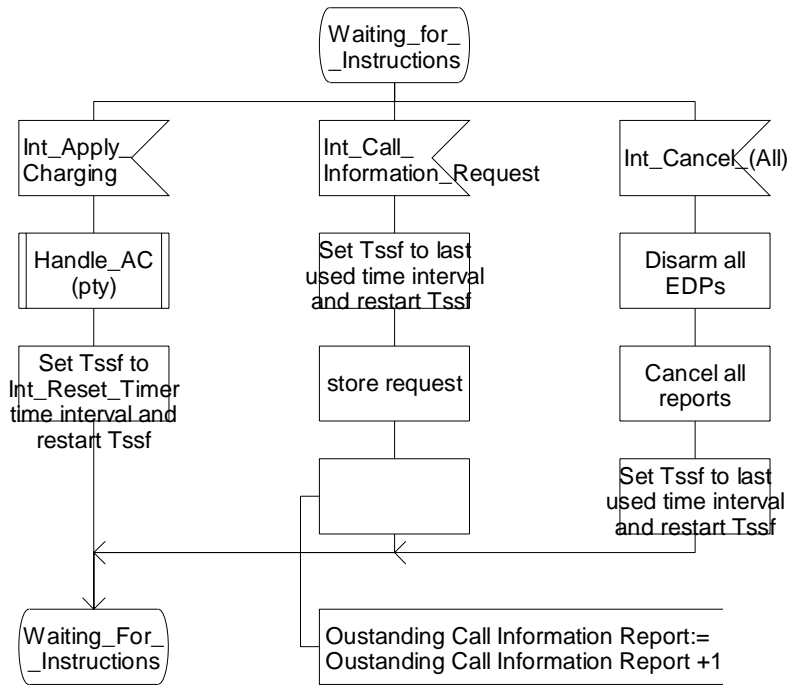 Waiting_for_
_Instructions
Int_Apply_
Charging
Int_Call_
Information_Request
Int_Cancel_(All)
Handle_AC
(pty)
Set Tssf to last
used time interval
and restart Tssf
Disarm all
EDPs
Set Tssf to
Int_Reset_Timer
time interval and
restart Tssf
store request
Cancel all
reports
Set Tssf to last
used time interval
and restart Tssf
Waiting_For_
_Instructions
Oustanding Call Information Report:=
Oustanding Call Information Report +1